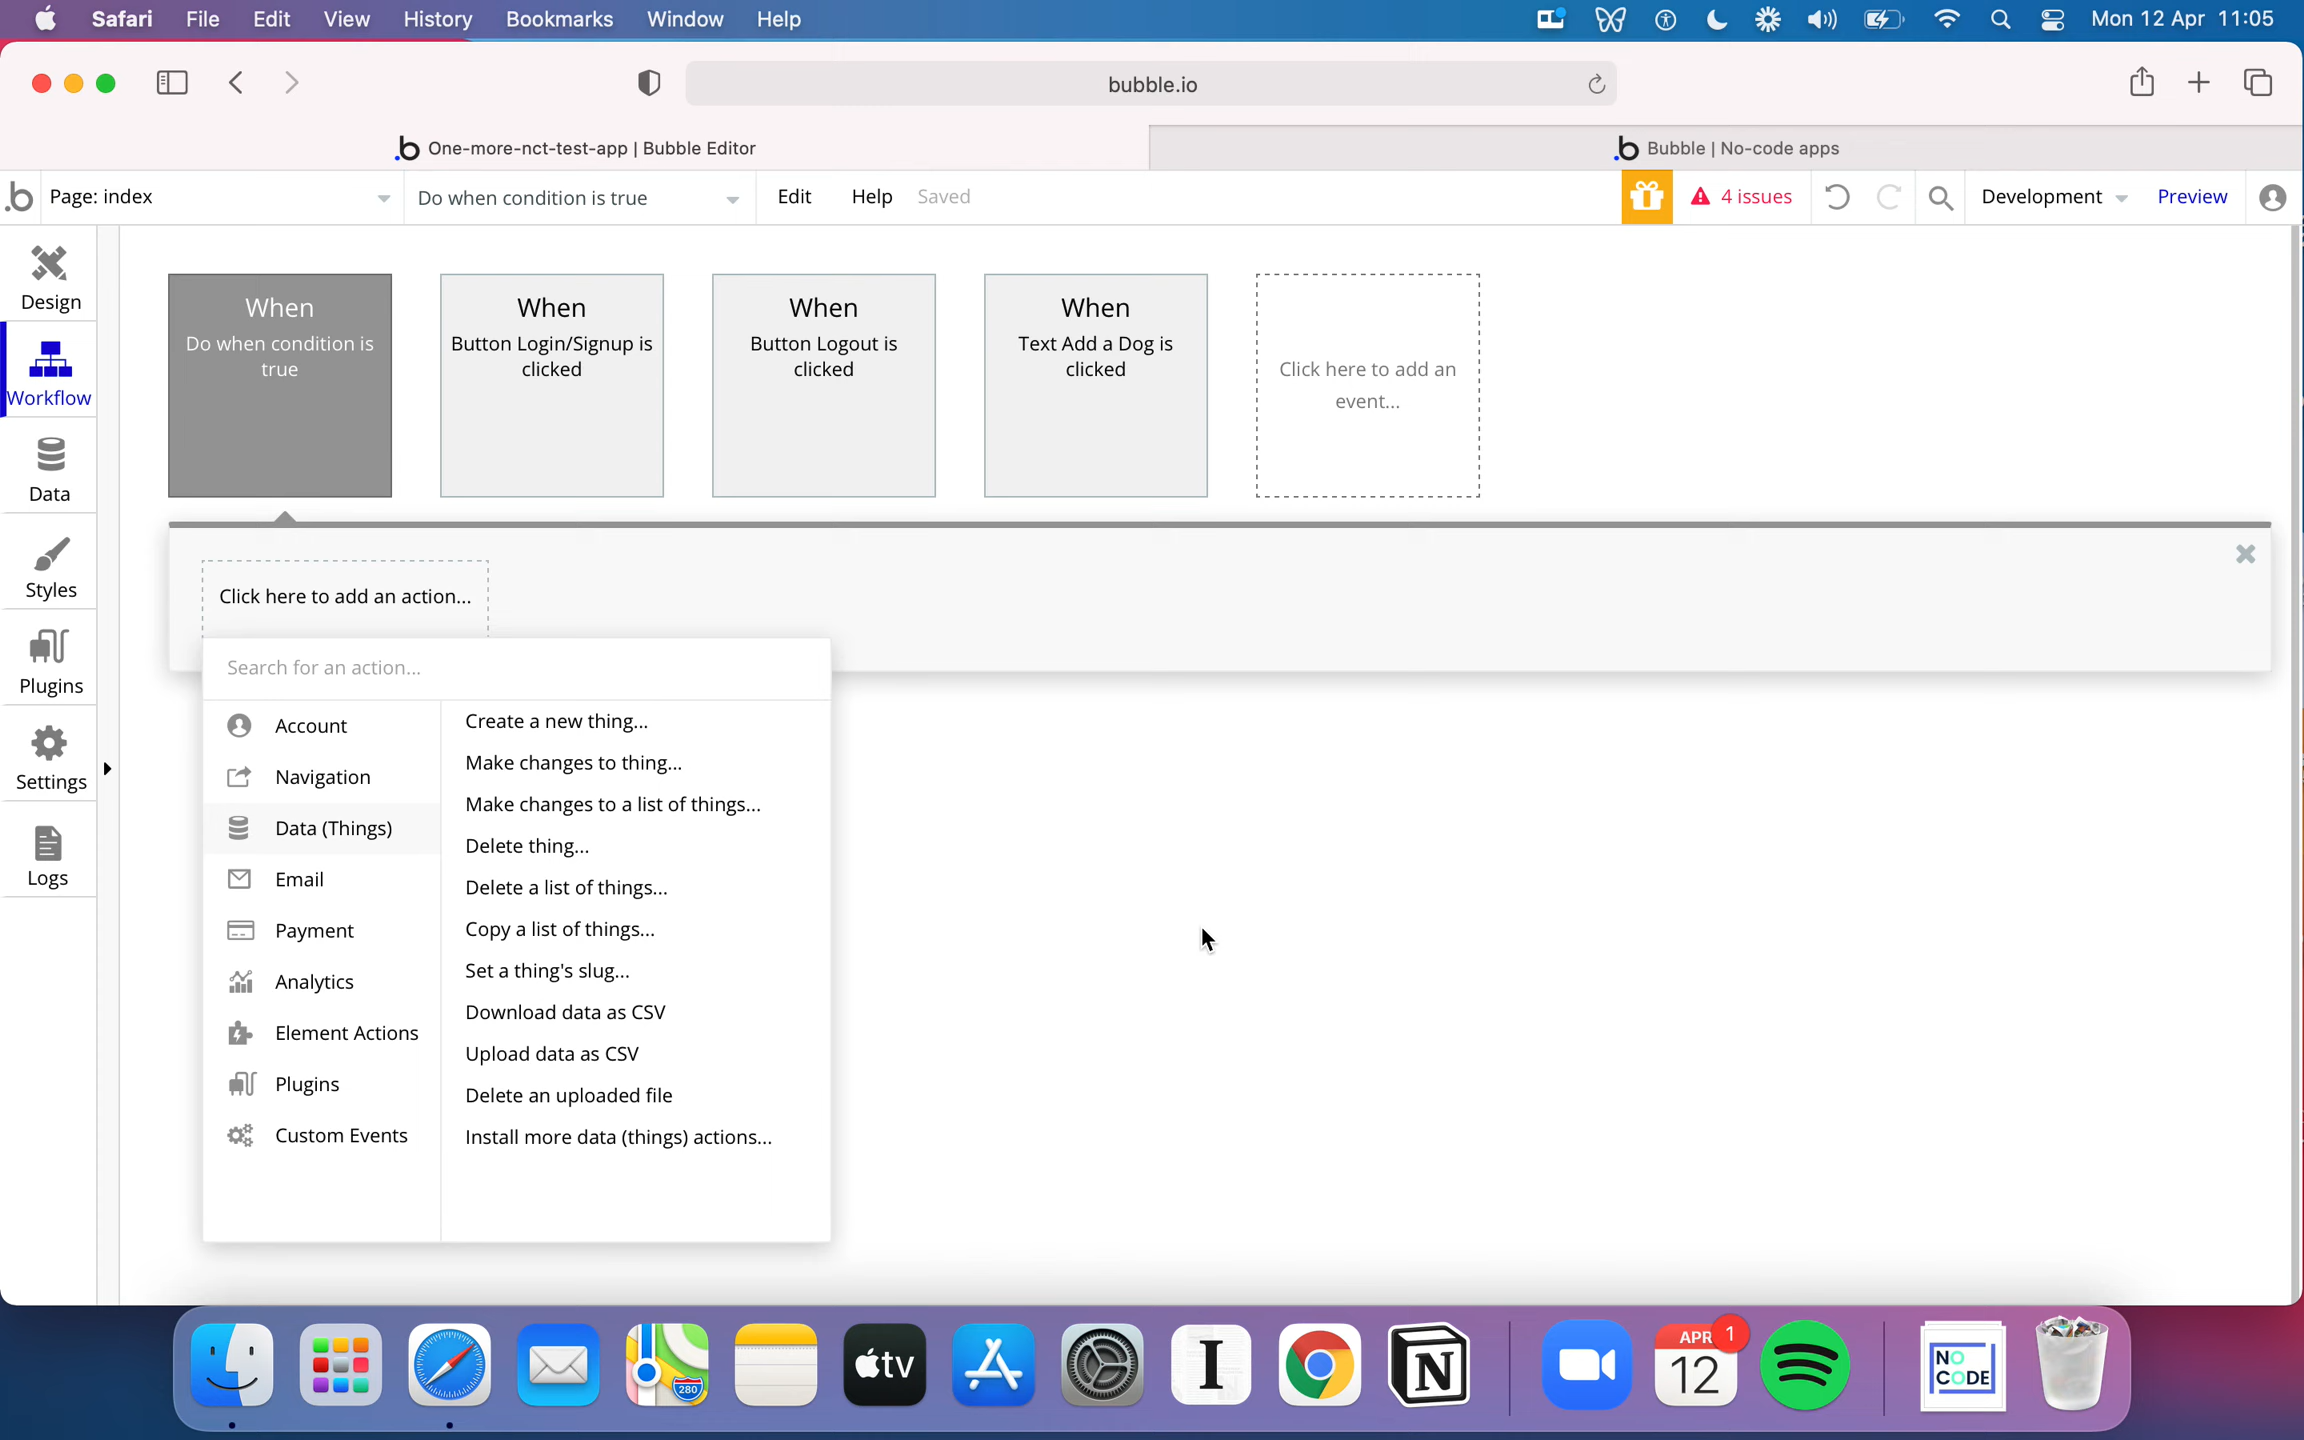 Safari File Edit View History Bookmarks Window Help Mon 12 Apr 11:05
bubble.io
One-more-nct-test-app | Bubble Editor
Bubble | No-code apps
Page: index
Do when condition is true
Edit
Help
Saved
4 issues
Development
Preview
Design
Workflow
Data
Styles
Plugins
Settings
Logs
When
Do when condition is
true
When
Button Login/Signup is
clicked
When
Button Logout is
clicked
When
Text Add a Dog is
clicked
Click here to add an
event...
Click here to add an action...
Search for an action...
Account
Navigation
Data (Things)
Email
Payment
Analytics
Element Actions
Plugins
Custom Events
Create a new thing...
Make changes to thing...
Make changes to a list of things...
Delete thing...
Delete a list of things...
Copy a list of things...
Set a thing's slug...
Download data as CSV
Upload data as CSV
Delete an uploaded file
Install more data (things) actions...
280
tv
APR
12
1
NO
CODE